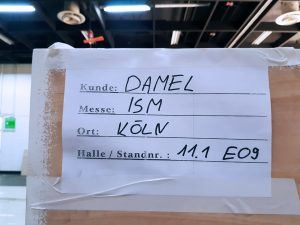 Kunde: DAMEL
Messe: ISM
Ort: KÖLN
Halle / Standnr. : 11.1 E09